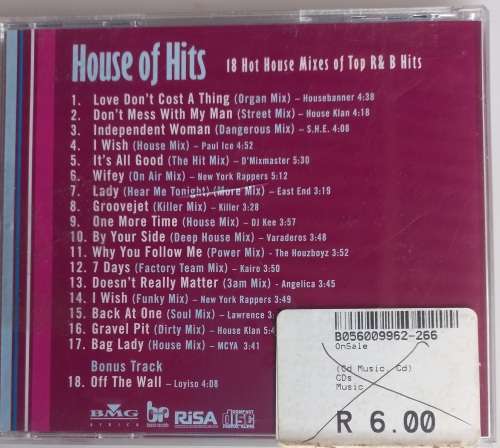 House of Hits 18 Hot House Mixes of Top R& B Hits
1. Love Don't Cost A Thing (Organ Mix) – Housebanner 4:38
2. Don't Mess With My Man (Street Mix) – House Klan 4:18
3. Independent Woman (Dangerous Mix) – S.H.E. 4:08
4. I Wish (House Mix) – Paul Ice 4:52
5. It's All Good (The Hit Mix) – D'Mixmaster 5:30
6. Wifey (On Air Mix) – New York Rappers 5:12
7. Lady (Hear Me Tonight) (More Mix) – East End 3:19
8. Groovejet (Killer Mix) – Killer 3:28
9. One More Time (House Mix) – DJ Kee 3:57
10. By Your Side (Deep House Mix) – Varaderos 3:48
11. Why You Follow Me (Power Mix) – The Houzboyz 3:52
12. 7 Days (Factory Team Mix) – Kairo 3:50
13. Doesn't Really Matter (3am Mix) – Angelica 3:45
14. I Wish (Funky Mix) – New York Rappers 3:49
15. Back At One (Soul Mix) – Lawrence
16. Gravel Pit (Dirty Mix) – House Klan
17. Bag Lady (House Mix) – MCYA 3:41
Bonus Track
18. Off The Wall – Loyiso 4:08
BMG
AFRICA
RiSA
COMPACT
disc
DIGITAL AUDIO
B056009962-266
OnSale
(Cd Music, Cd)
CDs
Music
R 6.00